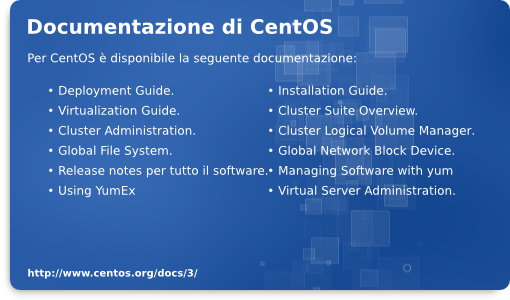 Documentazione di CentOS
Per CentOS è disponibile la seguente documentazione:
• Deployment Guide.
• Virtualization Guide.
• Cluster Administration.
• Global File System.
• Release notes per tutto il software.
• Using YumEx
• Installation Guide.
• Cluster Suite Overview.
• Cluster Logical Volume Manager.
• Global Network Block Device.
• Managing Software with yum
• Virtual Server Administration.
http://www.centos.org/docs/3/